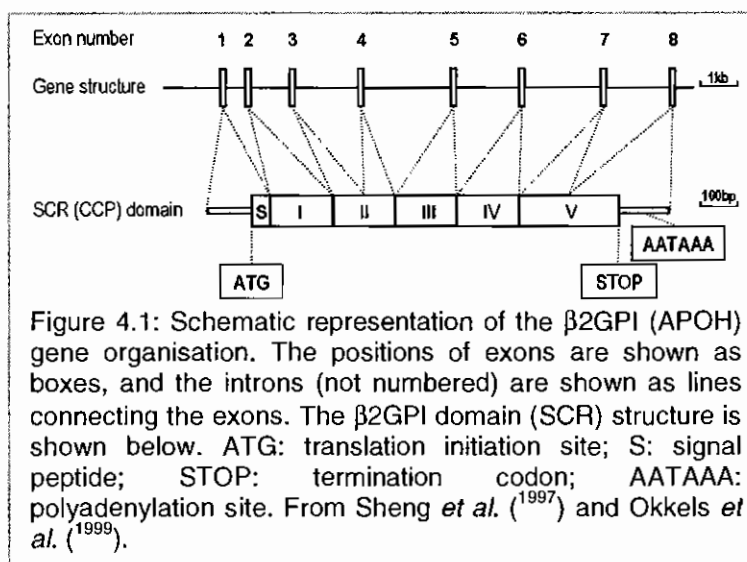 Exon number 1 2 3 4 5 6 7 8
Gene structure 1kb
SCR (CCP) domain S I II III IV V 100bp
AATAAA
ATG STOP
Figure 4.1: Schematic representation of the β2GPI (APOH)
gene organisation. The positions of exons are shown as
boxes, and the introns (not numbered) are shown as lines
connecting the exons. The β2GPI domain (SCR) structure is
shown below. ATG: translation initiation site; S: signal
peptide; STOP: termination codon; AATAAA:
polyadenylation site. From Sheng et al. (1997) and Okkels et
al. (1999).